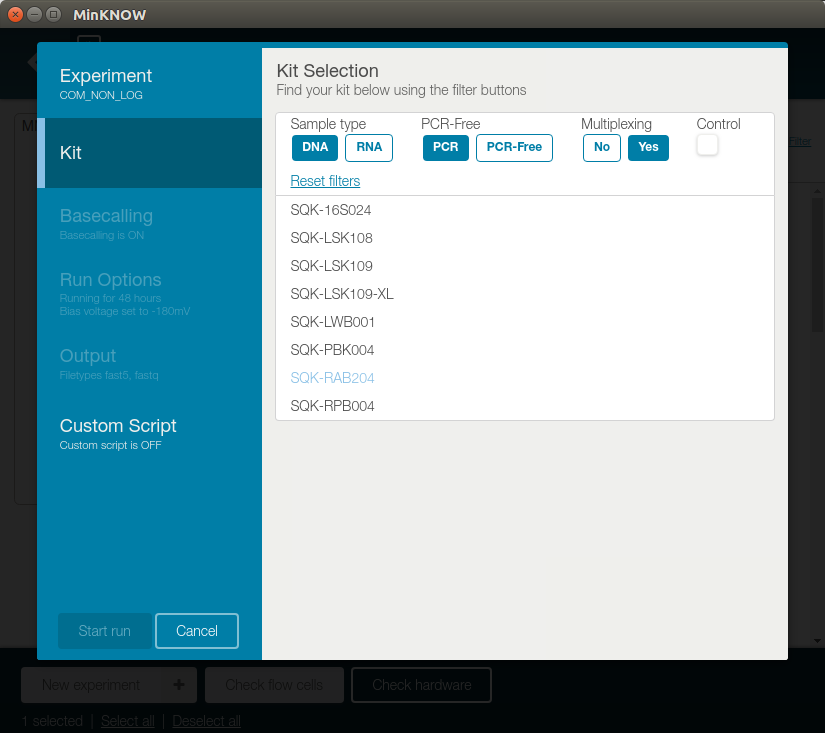 MinKNOW
Experiment
COM_NON_LOG
Kit
Basecalling
Basecalling is ON
Run Options
Running for 48 hours
Bias voltage set to -180mV
Output
Filetypes fast5, fastq
Custom Script
Custom script is OFF
Start run Cancel
Kit Selection
Find your kit below using the filter buttons
Sample type PCR-Free Multiplexing Control
DNA RNA PCR PCR-Free No Yes
Reset filters
SQK-16S024
SQK-LSK108
SQK-LSK109
SQK-LSK109-XL
SQK-LWB001
SQK-PBK004
SQK-RAB204
SQK-RPB004
Filter
New experiment + Check flow cells Check hardware
1 selected | Select all | Deselect all